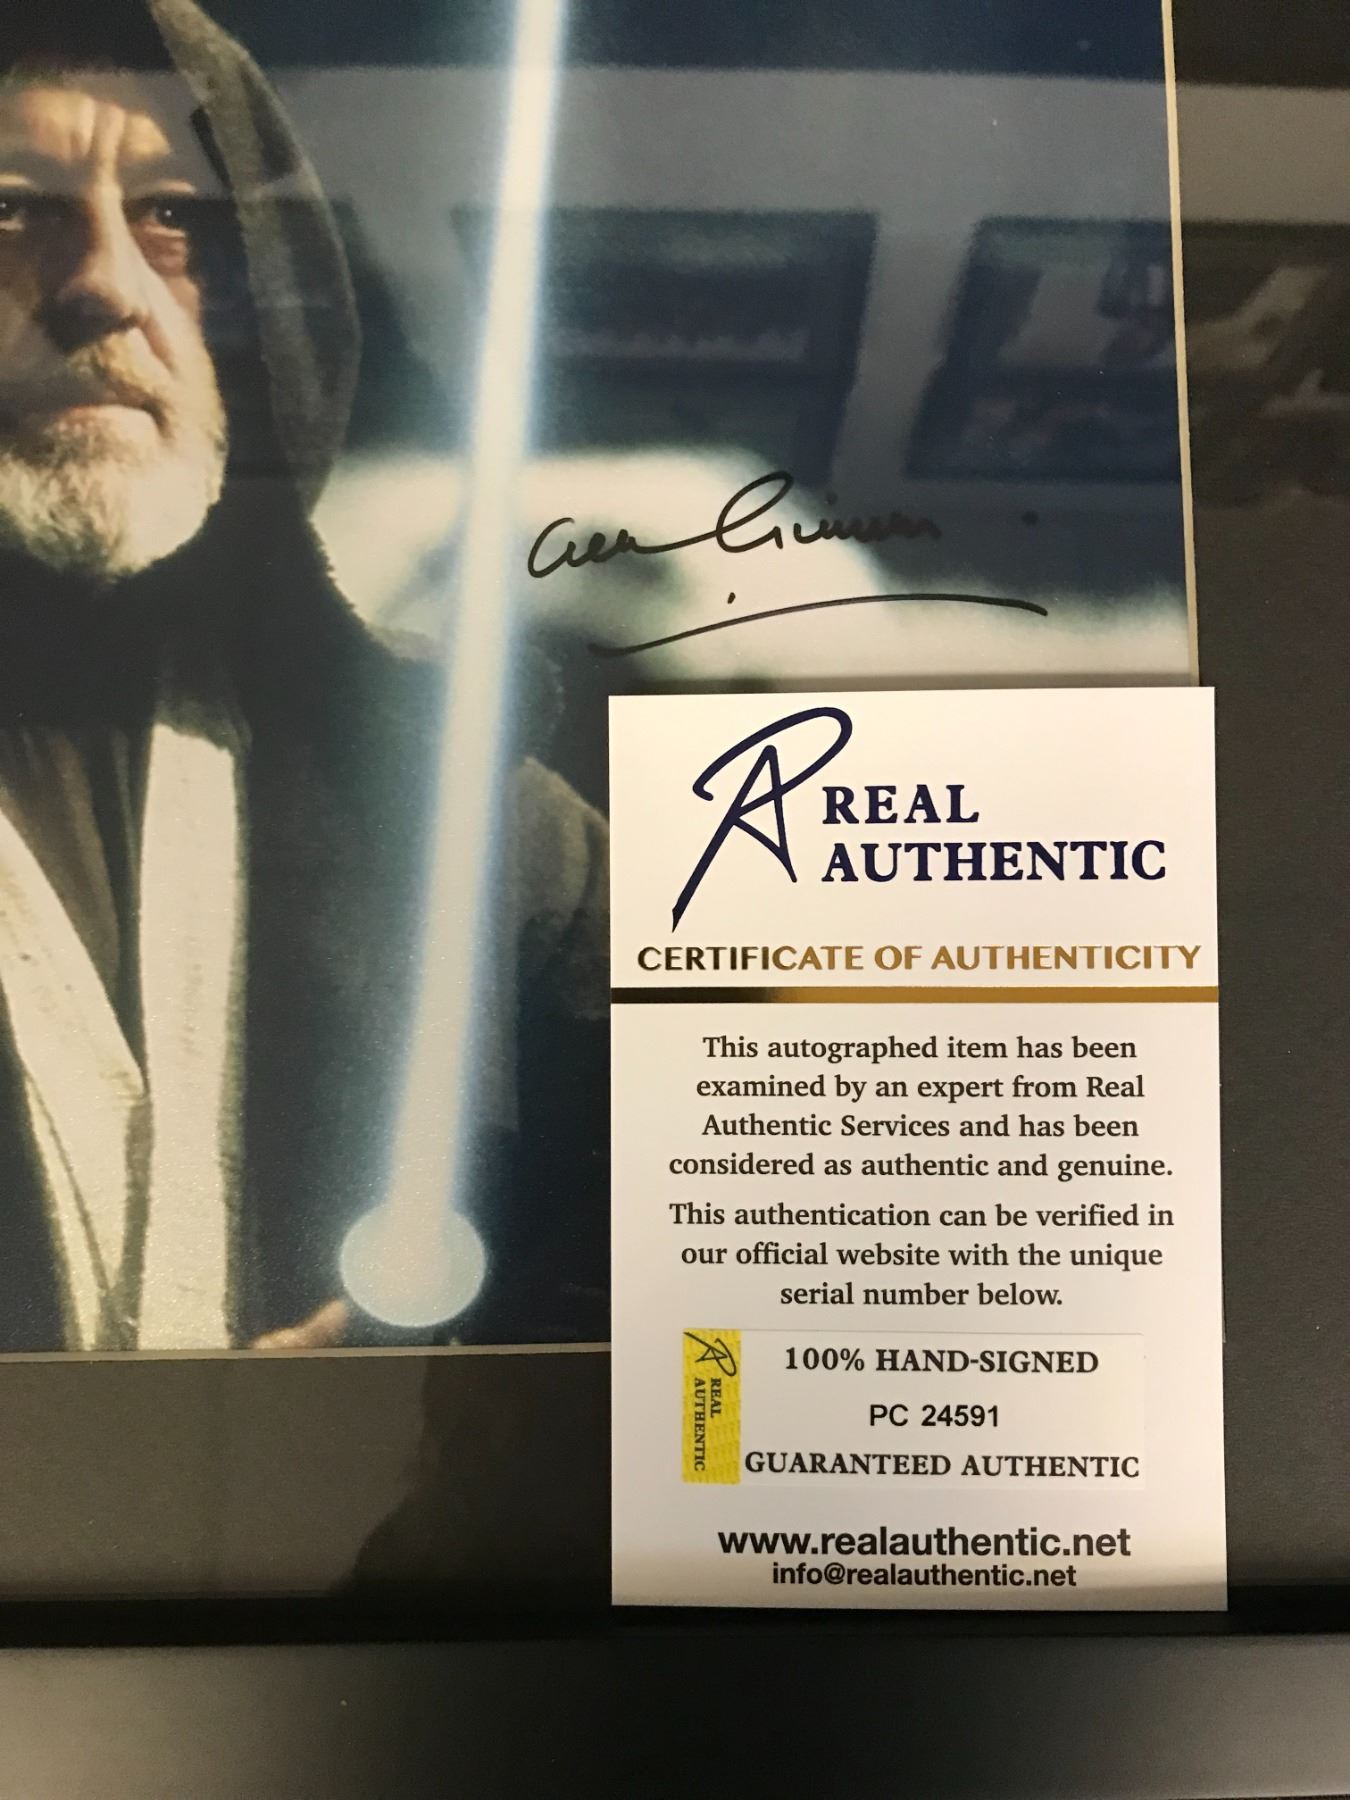 REAL
AUTHENTIC
CERTIFICATE OF AUTHENTICITY
This autographed item has been
examined by an expert from Real
Authentic Services and has been
considered as authentic and genuine.
This authentication can be verified in
our official website with the unique
serial number below.
REAL
AUTHENTIC
100% HAND-SIGNED
PC 24591
GUARANTEED AUTHENTIC
www.realauthentic.net
info@realauthentic.net